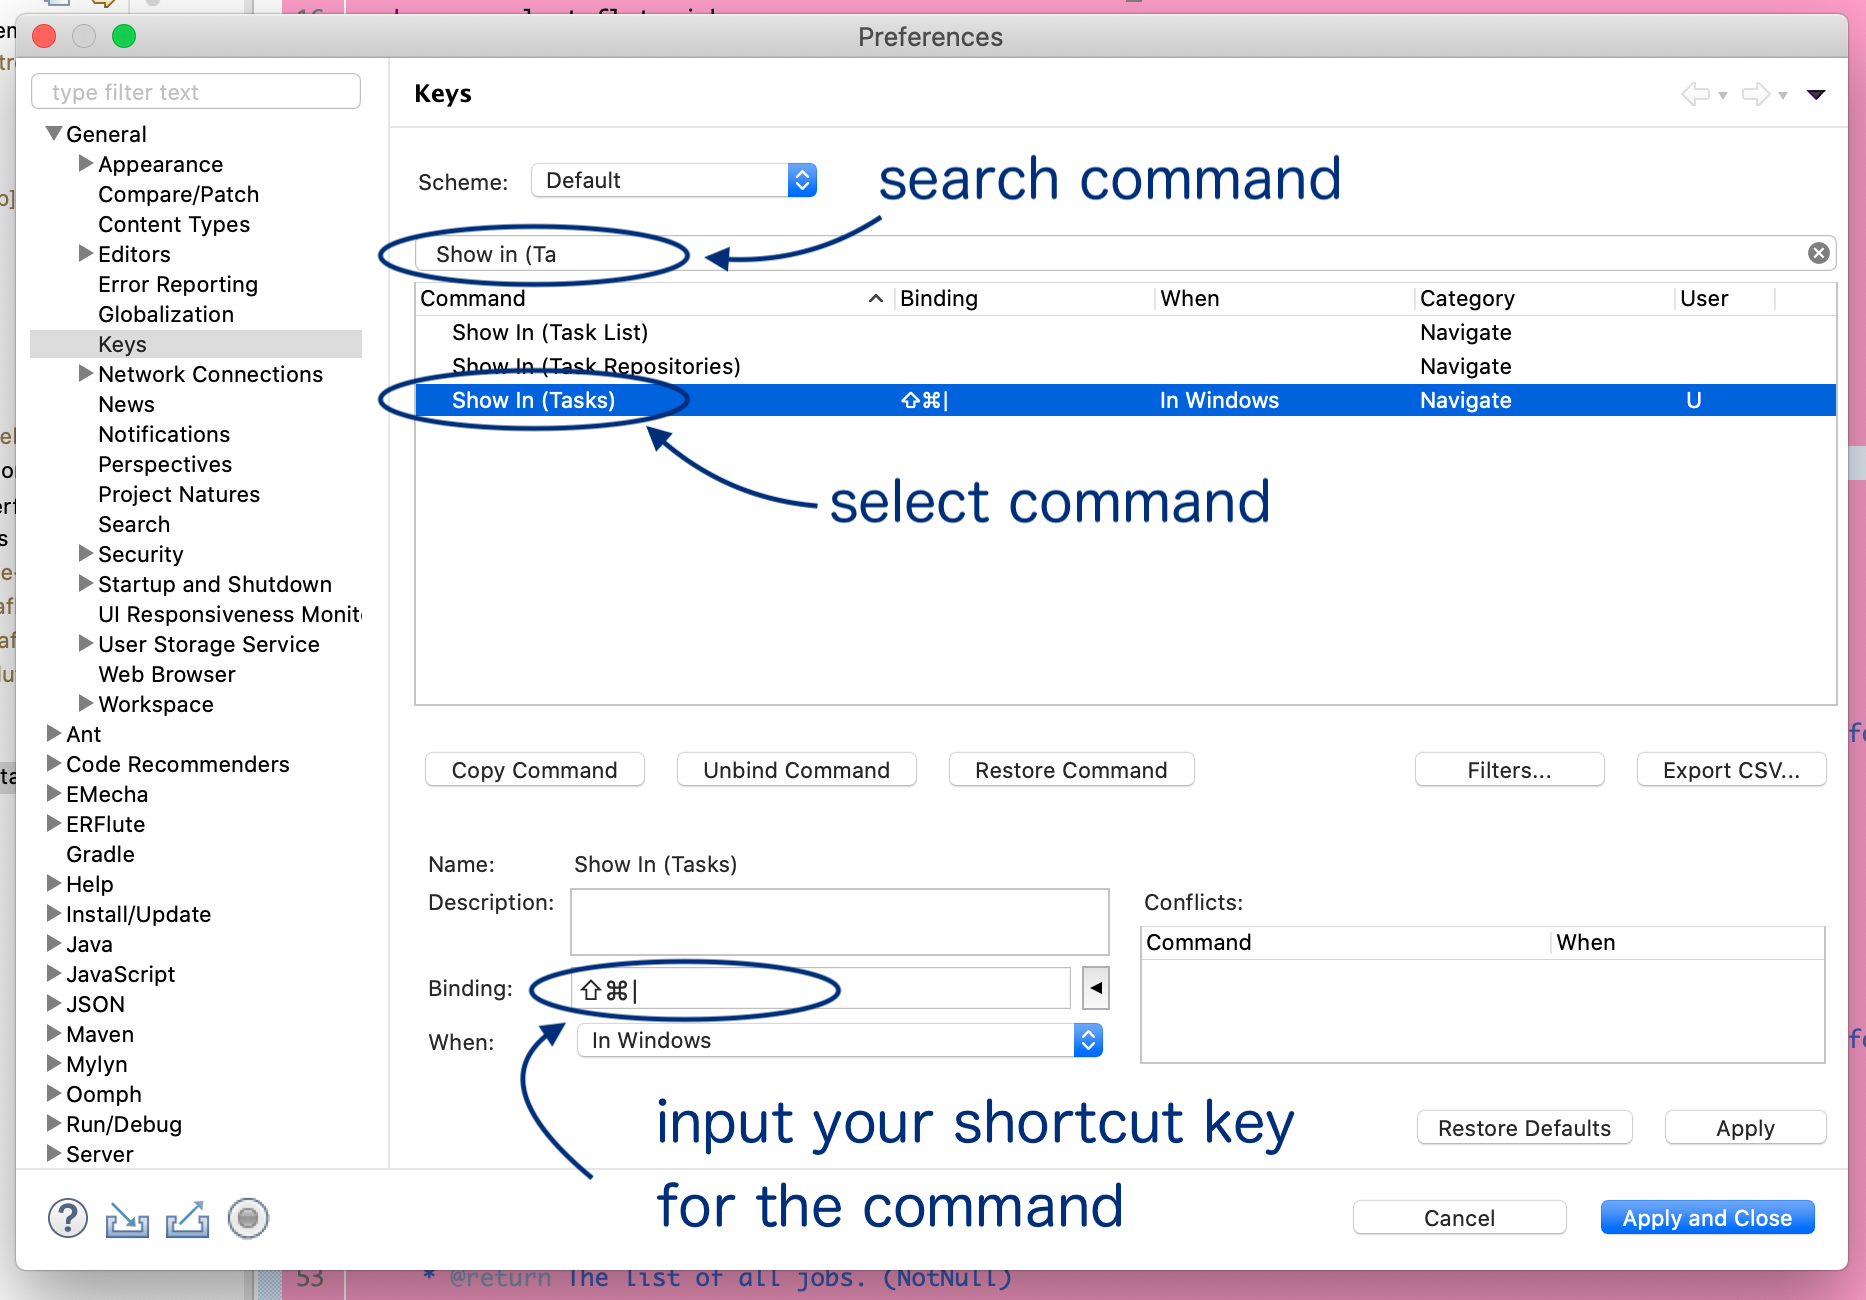 Preferences
type filter text
General
Appearance
Compare/Patch
Content Types
Editors
Error Reporting
Globalization
Keys
Network Connections
News
Notifications
Perspectives
Project Natures
Search
Security
Startup and Shutdown
UI Responsiveness Monit
User Storage Service
Web Browser
Workspace
Ant
Code Recommenders
EMecha
ERFlute
Gradle
Help
Install/Update
Java
JavaScript
JSON
Maven
Mylyn
Oomph
Run/Debug
Server
Keys
Scheme: Default
search command
Show in (Ta
Command Binding When Category User
Show In (Task List) Navigate
Show In (Task Repositories) Navigate
Show In (Tasks) ⇧⌘| In Windows Navigate U
select command
Copy Command Unbind Command Restore Command Filters... Export CSV...
Name: Show In (Tasks)
Description:
Binding: ⇧⌘|
When: In Windows
Conflicts:
Command When
input your shortcut key
for the command
Restore Defaults Apply
Cancel Apply and Close
53 * @return The list of all jobs. (NotNull)